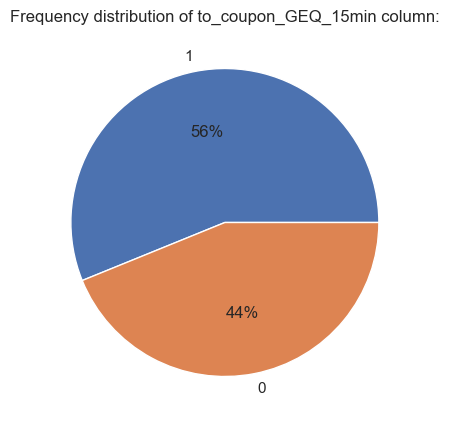 Frequency distribution of to_coupon_GEQ_15min column:
1
56%
44%
0